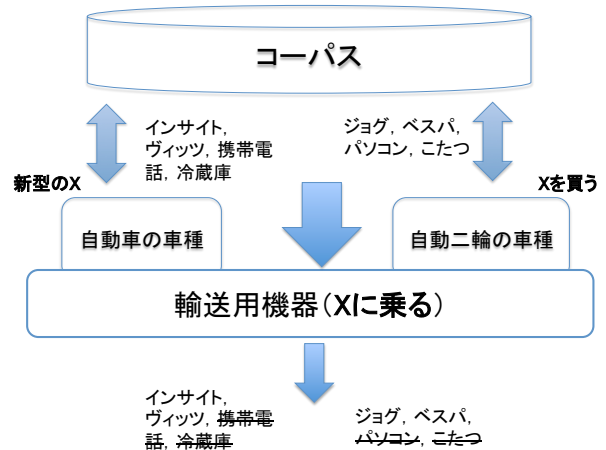 コーパス
インサイト,
ヴィッツ, 携帯電
話, 冷蔵庫
ジョグ, ベスパ,
パソコン, こたつ
新型のX
Xを買う
自動車の車種
自動二輪の車種
輸送用機器(Xに乗る)
インサイト,
ヴィッツ, 携帯電
話, 冷蔵庫
ジョグ, ベスパ,
パソコン, こたつ